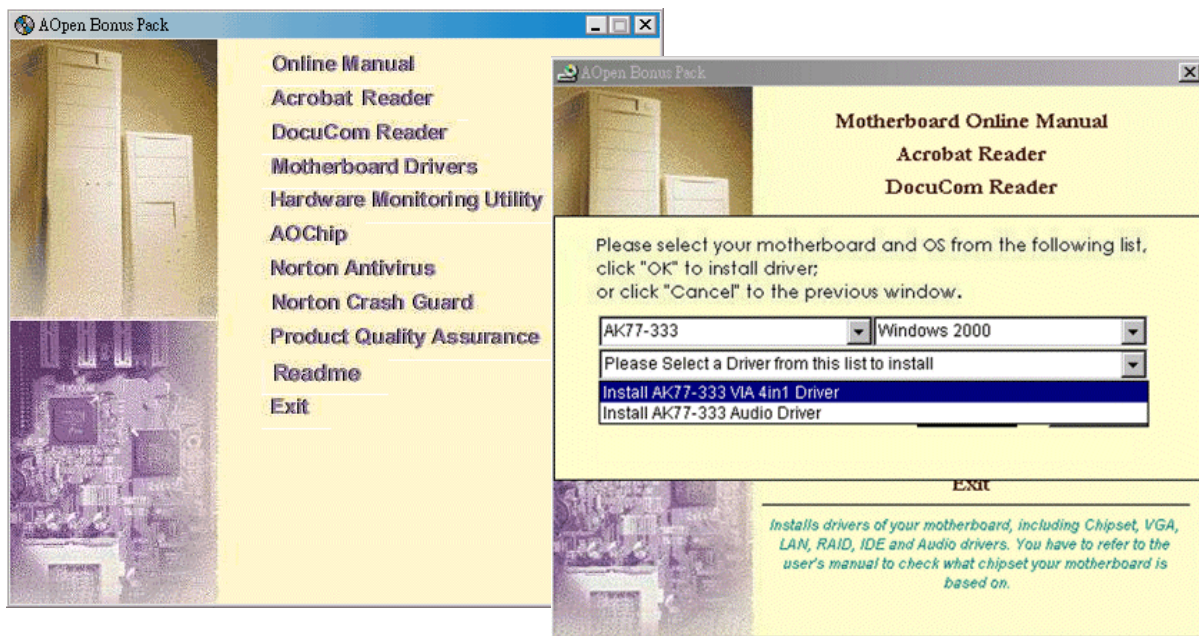 AOpen Bonus Pack
Online Manual
Acrobat Reader
DocuCom Reader
Motherboard Drivers
Hardware Monitoring Utility
AOChip
Norton Antivirus
Norton Crash Guard
Product Quality Assurance
Readme
Exit
AOpen Bonus Pack
Motherboard Online Manual
Acrobat Reader
DocuCom Reader
Please select your motherboard and OS from the following list,
click "OK" to install driver;
or click "Cancel" to the previous window.
AK77-333 Windows 2000
Please Select a Driver from this list to install
Install AK77-333 VIA 4in1 Driver
Install AK77-333 Audio Driver
Exit
Installs drivers of your motherboard, including Chipset, VGA,
LAN, RAID, IDE and Audio drivers. You have to refer to the
user's manual to check what chipset your motherboard is
based on.